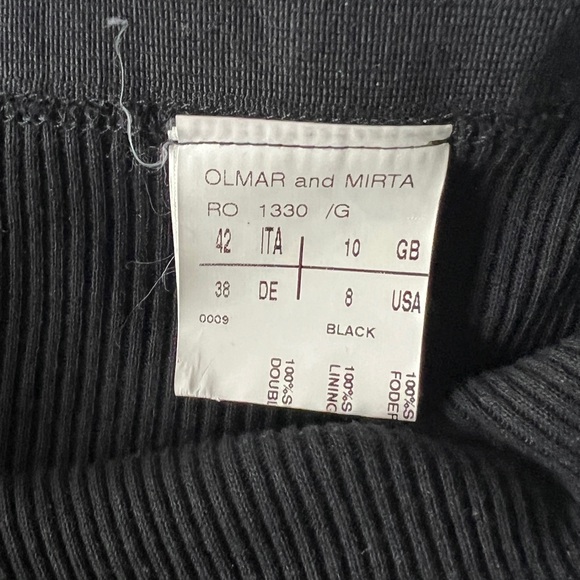 OLMAR and MIRTA
RO 1330 /G
42 ITA 10 GB
38 DE 8 USA
0009
BLACK
100%S
FODER
100%S
LINING
100%S
DOUBL